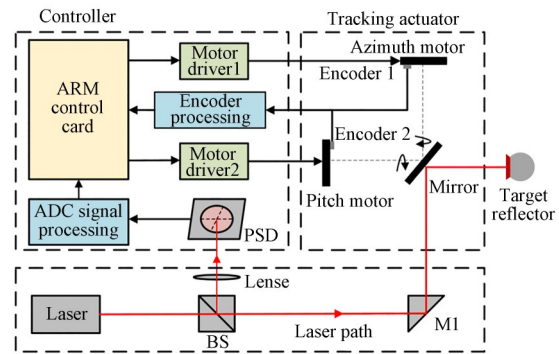 Controller
Tracking actuator
ARM
control
card
Motor
driver1
Azimuth motor
Encoder 1
Encoder
processing
Encoder 2
Motor
driver2
Pitch motor
Mirror
Target
reflector
ADC signal
processing
PSD
Lense
Laser
BS
Laser path
M1